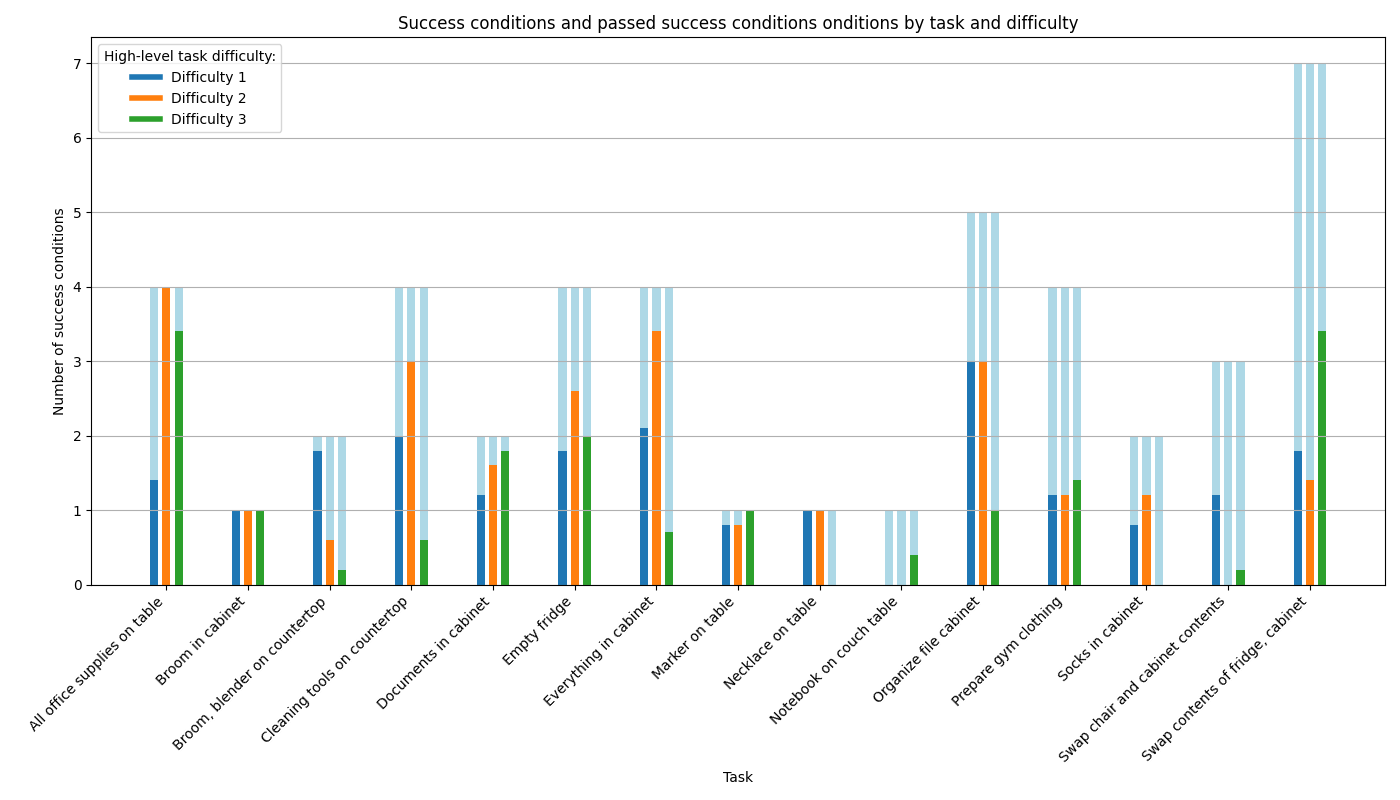 Success conditions and passed success conditions onditions by task and difficulty
High-level task difficulty:
Difficulty 1
Difficulty 2
Difficulty 3
Number of success conditions
7
6
5
4
3
2
1
0
All office supplies on table
Broom in cabinet
Broom, blender on countertop
Cleaning tools on countertop
Documents in cabinet
Empty fridge
Everything in cabinet
Marker on table
Necklace on table
Notebook on couch table
Organize file cabinet
Prepare gym clothing
Socks in cabinet
Swap chair and cabinet contents
Swap contents of fridge, cabinet
Task